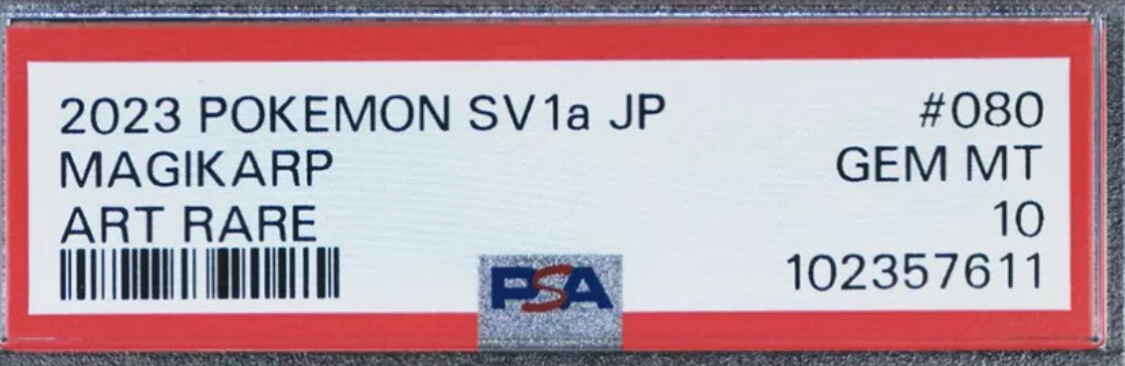 2023 POKEMON SV1a JP #080
MAGIKARP GEM MT
ART RARE 10
PSA 102357611